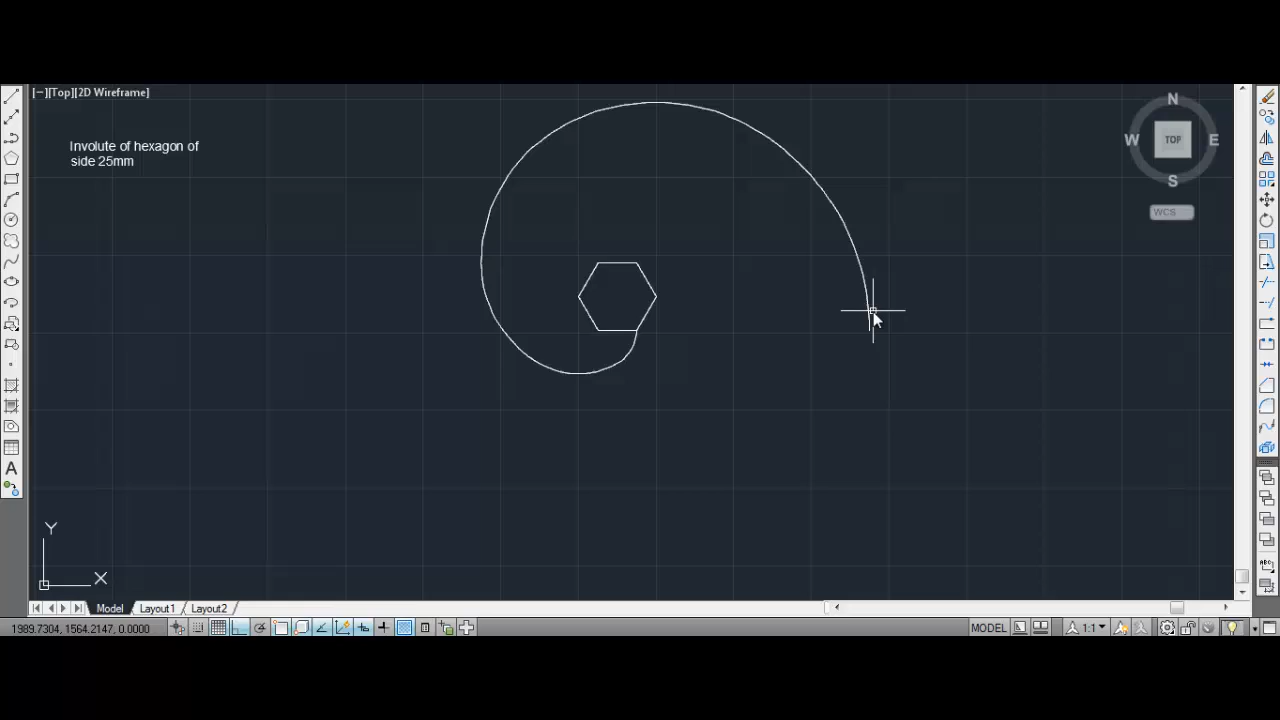 [−][Top][2D Wireframe]
Involute of hexagon of
side 25mm
N
W
TOP
E
S
WCS
A
Y
X
ABC
Model
Layout1
Layout2
1989.7304, 1564.2147, 0.0000
MODEL
1:1